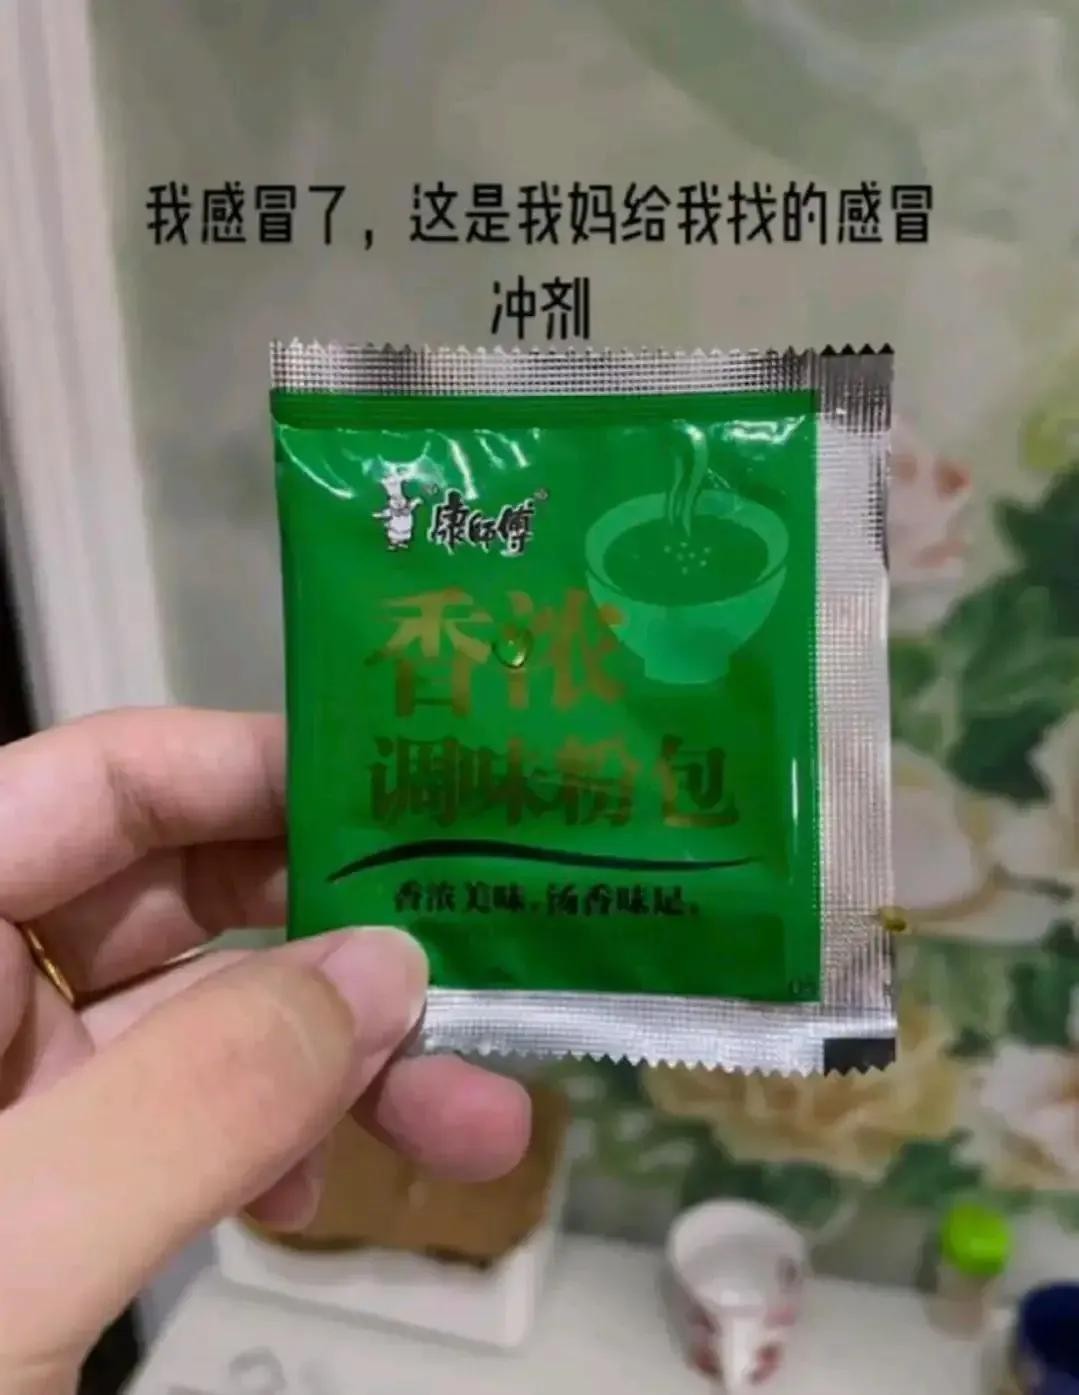 我感冒了，这是我妈给我找的感冒
冲剂
康師傅
香浓
调味粉包
香浓美味，汤香味足。